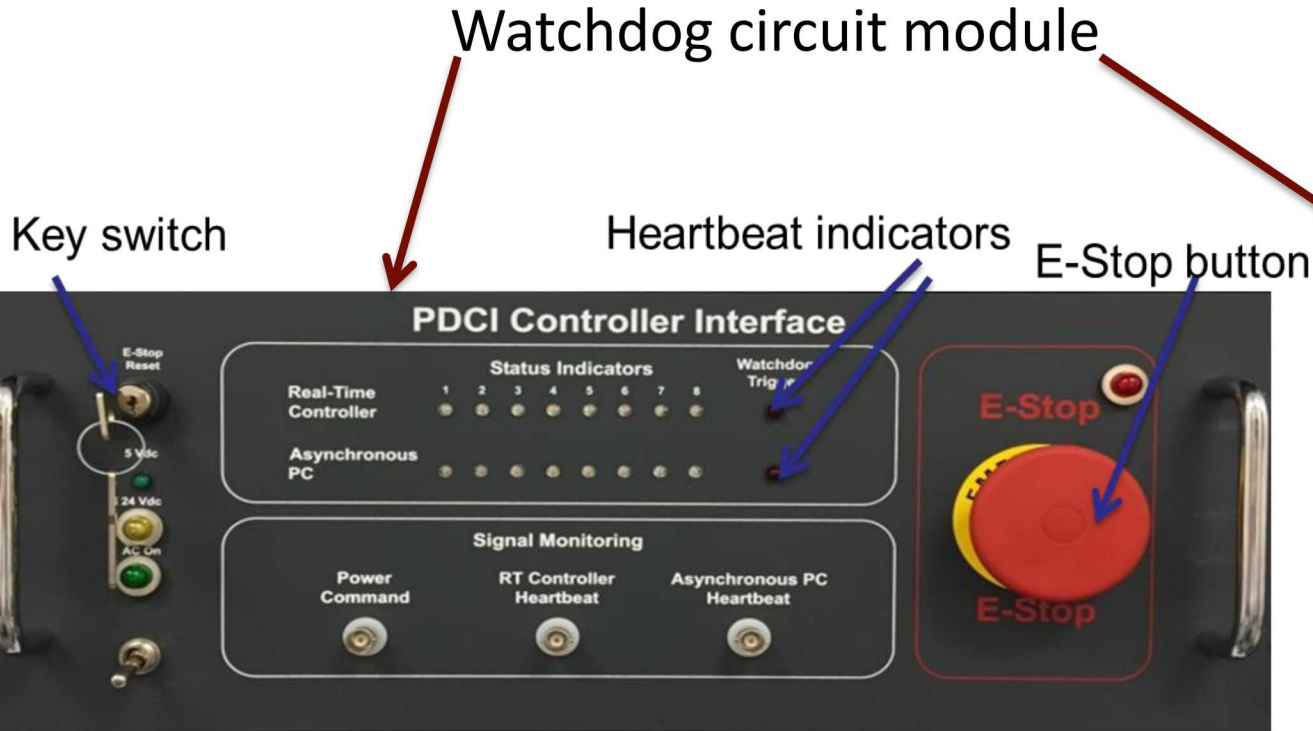 Watchdog circuit module
Key switch
Heartbeat indicators
E-Stop button
PDCI Controller Interface
E-Stop
Reset
5 Vdc
24 Vdc
AC On
Status Indicators
Watchdog
Trigger
1 2 3 4 5 6 7 8
Real-Time
Controller
Asynchronous
PC
Signal Monitoring
Power
Command
RT Controller
Heartbeat
Asynchronous PC
Heartbeat
E-Stop
E-Stop